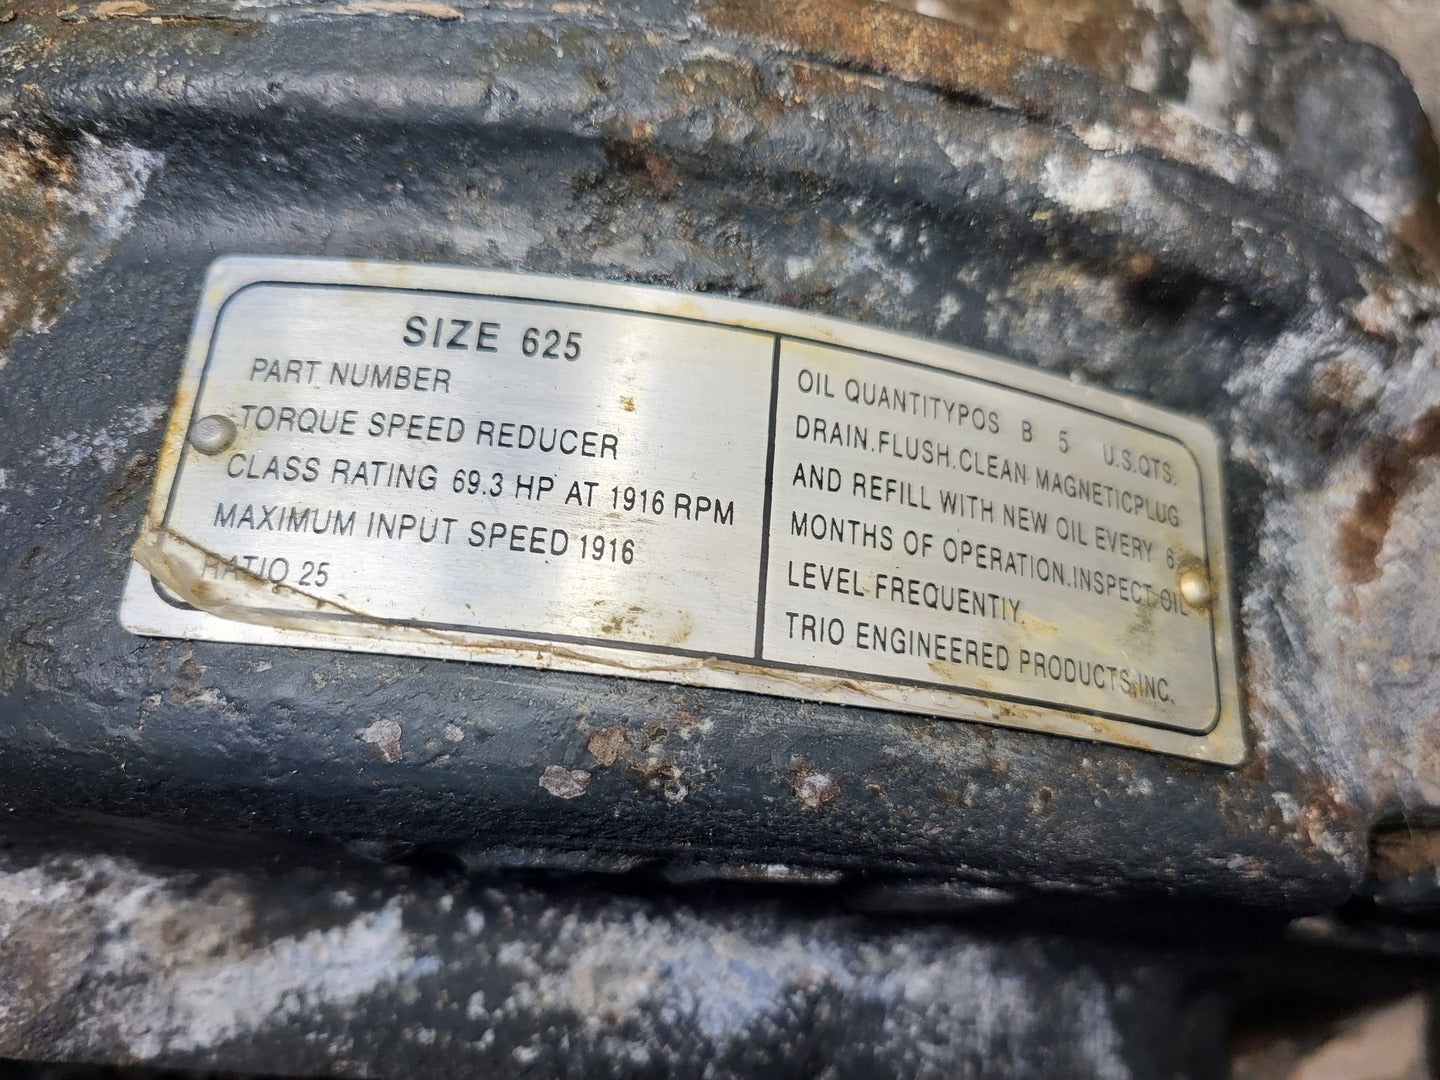 SIZE 625
PART NUMBER
TORQUE SPEED REDUCER
CLASS RATING 69.3 HP AT 1916 RPM
MAXIMUM INPUT SPEED 1916
RATIO 25
OIL QUANTITYPOS B 5 U.S.QTS.
DRAIN.FLUSH.CLEAN MAGNETICPLUG
AND REFILL WITH NEW OIL EVERY 6
MONTHS OF OPERATION.INSPECT OIL
LEVEL FREQUENTIY.
TRIO ENGINEERED PRODUCTS,INC.